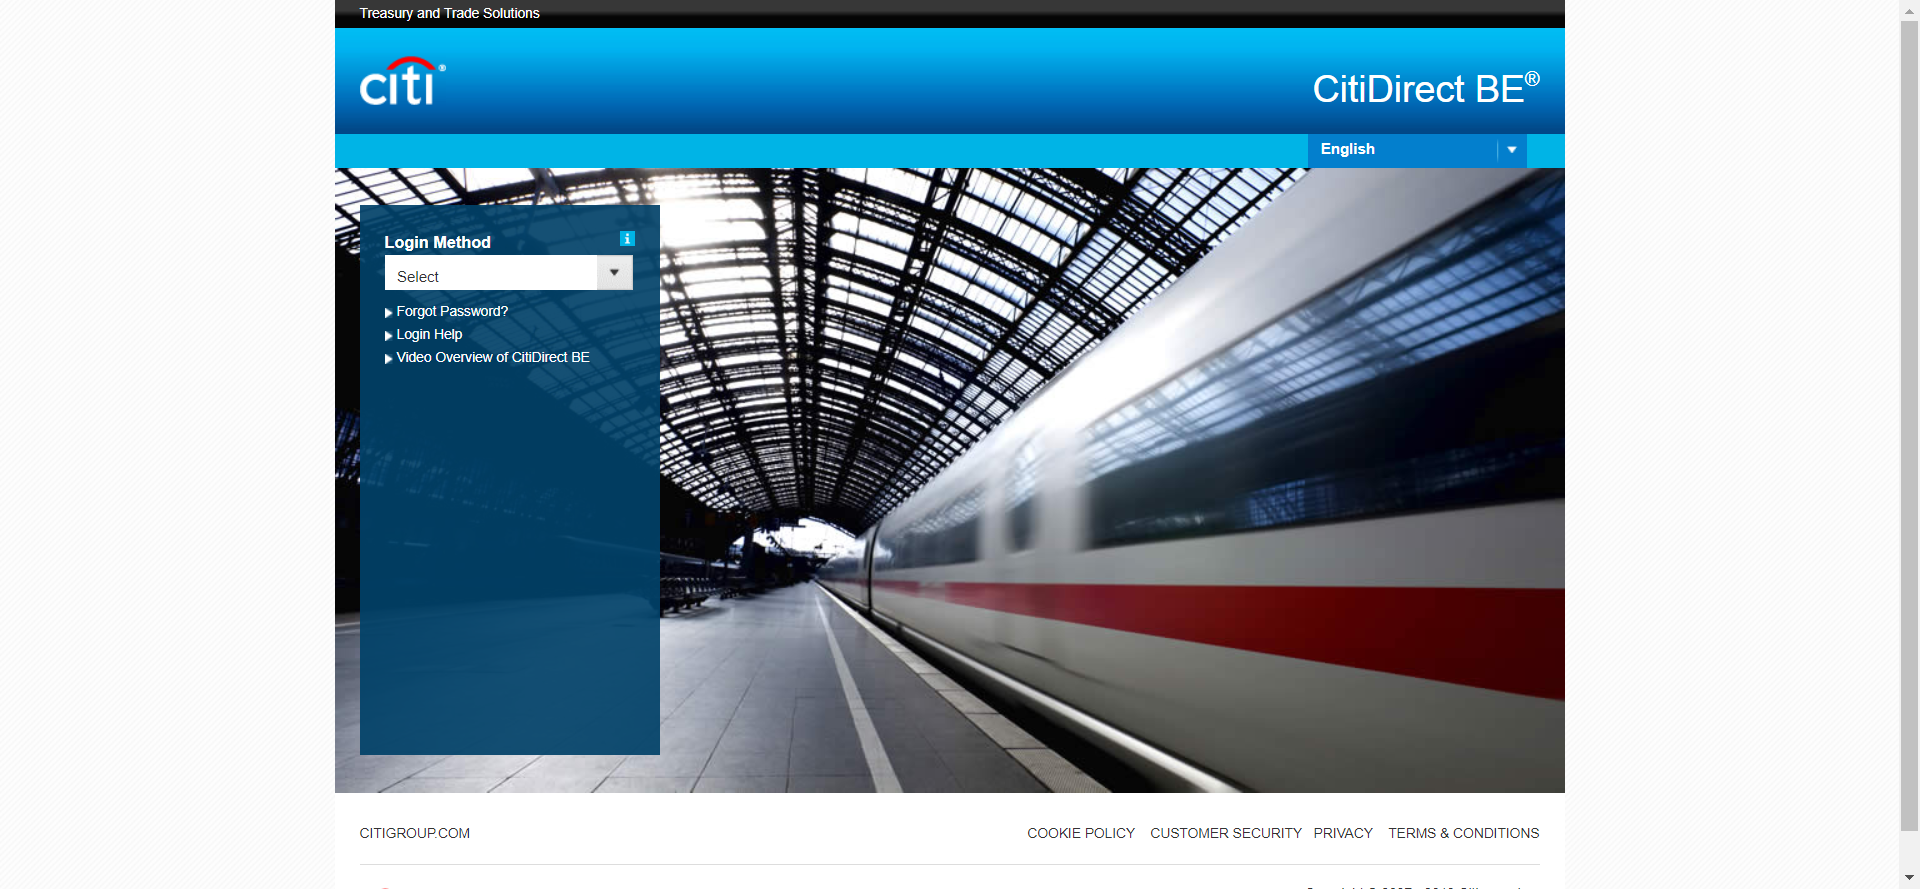 Treasury and Trade Solutions
citi®
CitiDirect BE®
English
Login Method
Select
Forgot Password?
Login Help
Video Overview of CitiDirect BE
CITIGROUP.COM
COOKIE POLICY CUSTOMER SECURITY PRIVACY TERMS & CONDITIONS